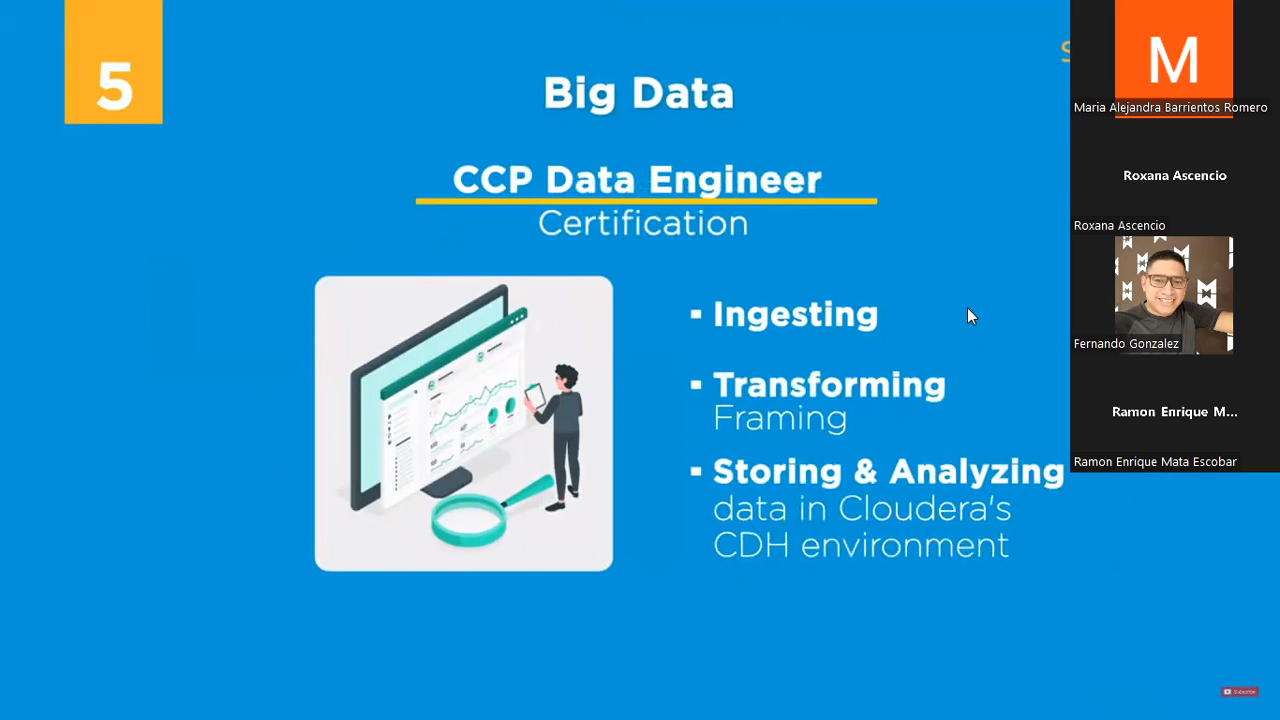 5
Big Data
CCP Data Engineer
Certification
▪ Ingesting
▪ Transforming
Framing
▪ Storing & Analyzing
data in Cloudera's
CDH environment
S
M
Maria Alejandra Barrientos Romero
Roxana Ascencio
Roxana Ascencio
Fernando Gonzalez
Ramon Enrique M...
Ramon Enrique Mata Escobar
Subscribe